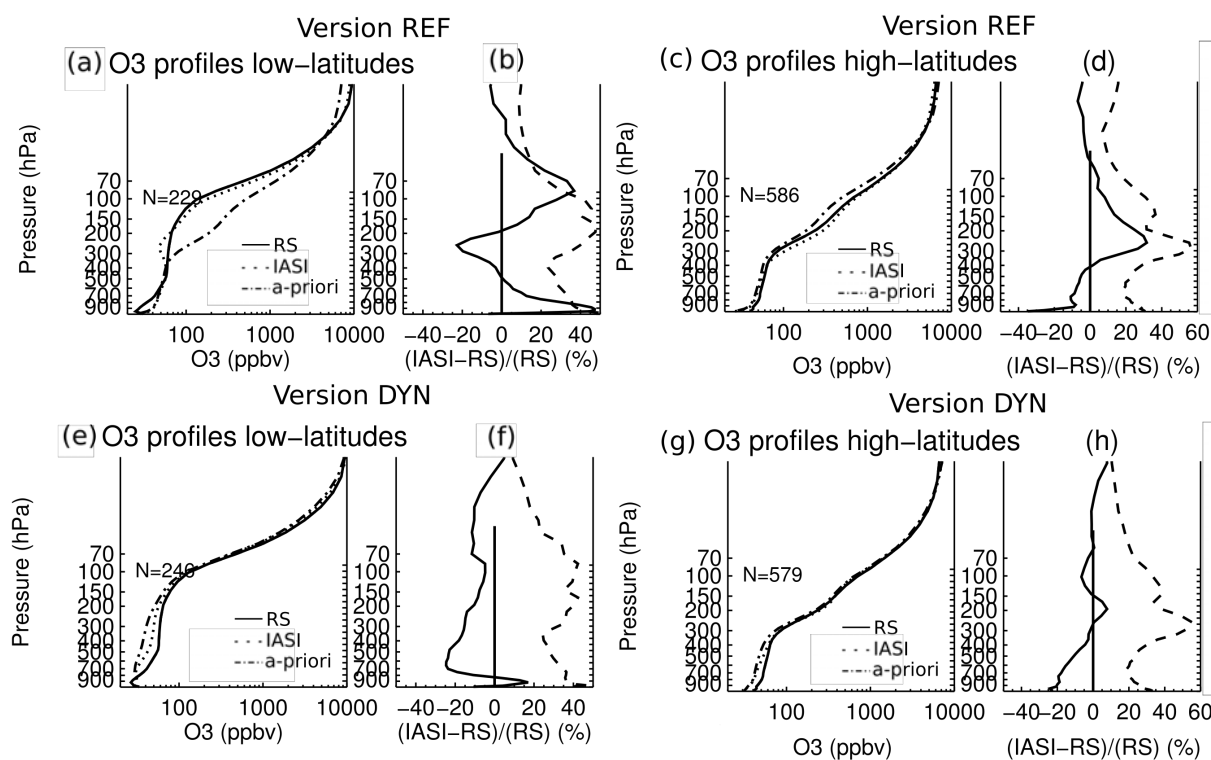 Version REF
(a) O3 profiles low−latitudes
(b)
Pressure (hPa)
70
100
150
200
300
400
500
700
900
N=229
RS
IASI
a-priori
100 1000 10000
O3 (ppbv)
−40−20 0 20 40
(IASI−RS)/(RS) (%)
Version REF
(c) O3 profiles high−latitudes
(d)
Pressure (hPa)
70
100
150
200
300
400
500
700
900
N=586
RS
IASI
a-priori
100 1000 10000
O3 (ppbv)
−40−20 0 20 40 60
(IASI−RS)/(RS) (%)
Version DYN
(e) O3 profiles low−latitudes
(f)
Pressure (hPa)
70
100
150
200
300
400
500
700
900
N=246
RS
IASI
a-priori
100 1000 10000
O3 (ppbv)
−40−20 0 20 40
(IASI−RS)/(RS) (%)
Version DYN
(g) O3 profiles high−latitudes
(h)
Pressure (hPa)
70
100
150
200
300
400
500
700
900
N=579
RS
IASI
a-priori
100 1000 10000
O3 (ppbv)
−40−20 0 20 40 60
(IASI−RS)/(RS) (%)